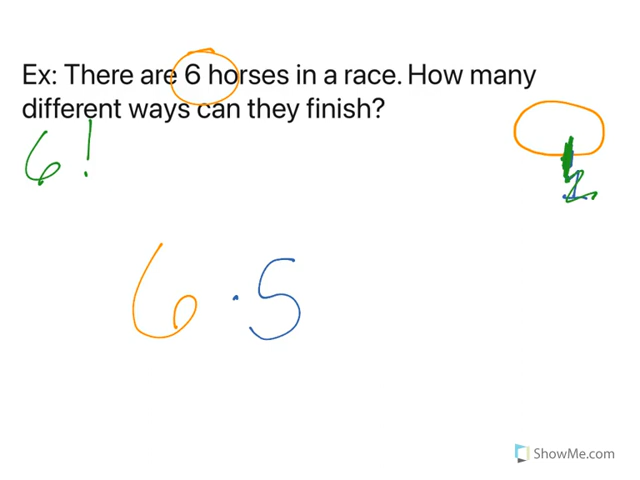 Ex: There are 6 horses in a race. How many
different ways can they finish?
6!
6 · 5
ShowMe.com